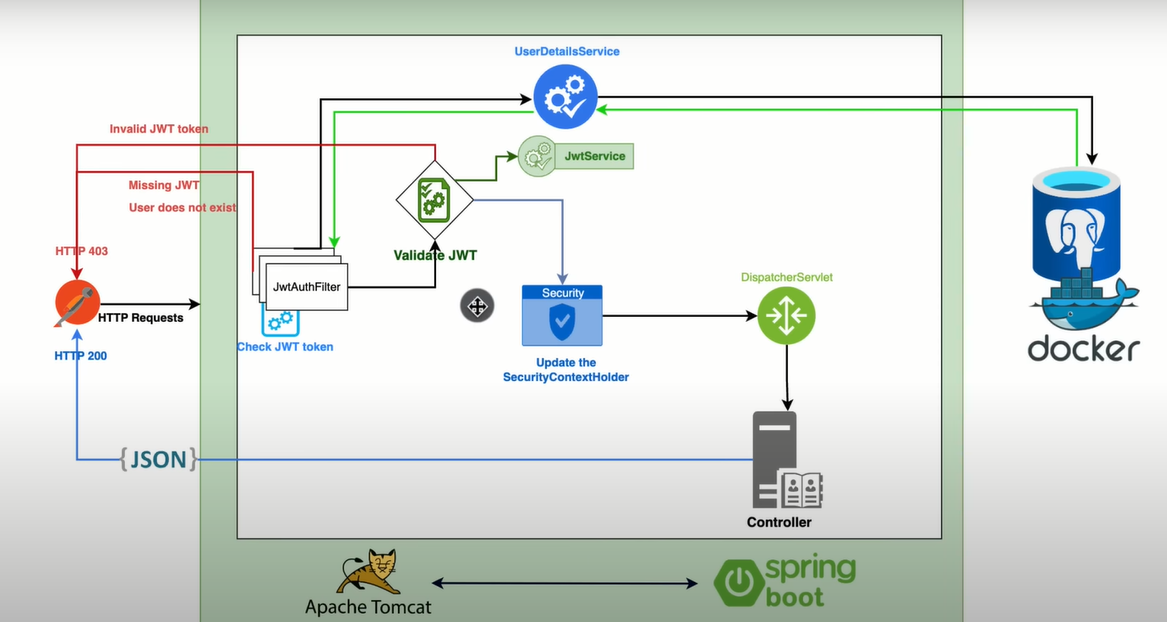 UserDetailsService
Invalid JWT token
JwtService
Missing JWT
User does not exist
HTTP 403
Validate JWT
JwtAuthFilter
DispatcherServlet
Security
HTTP Requests
Check JWT token
HTTP 200
Update the
SecurityContextHolder
docker
{JSON}
Controller
Apache Tomcat
spring
boot